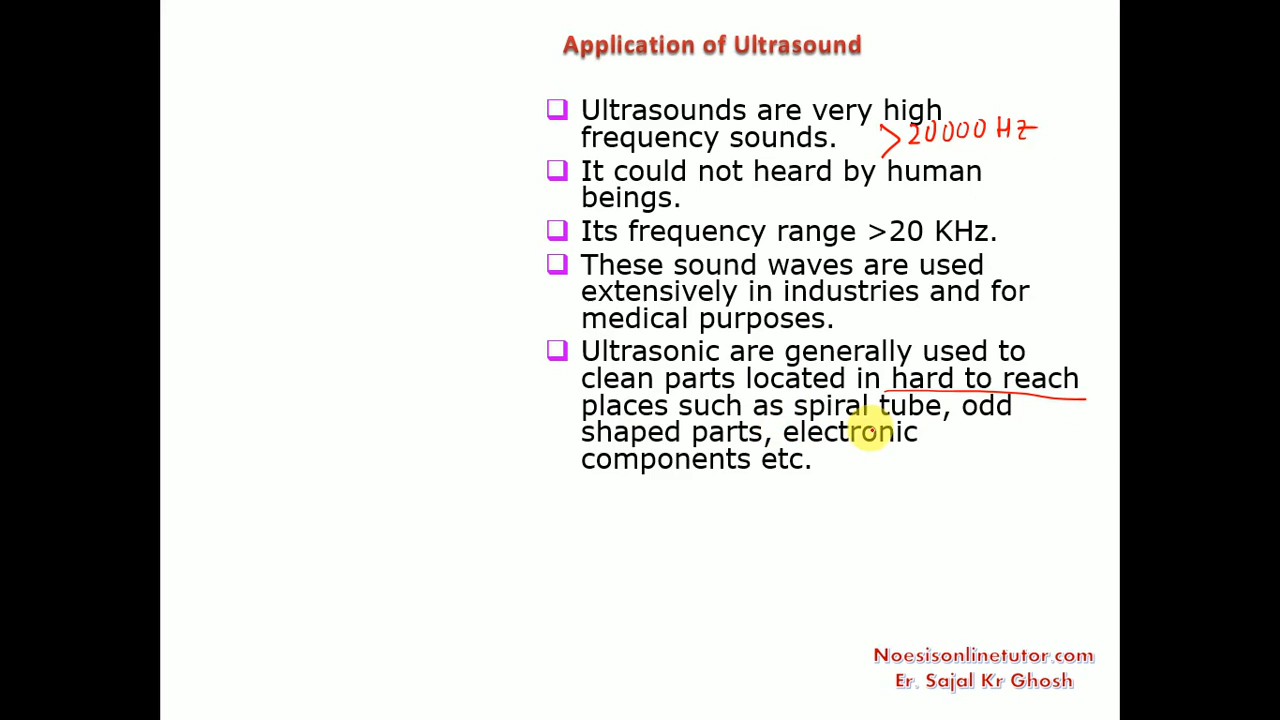 Application of Ultrasound
Ultrasounds are very high
frequency sounds.
>20000 Hz
It could not heard by human
beings.
Its frequency range >20 KHz.
These sound waves are used
extensively in industries and for
medical purposes.
Ultrasonic are generally used to
clean parts located in hard to reach
places such as spiral tube, odd
shaped parts, electronic
components etc.
Noesisonlinetutor.com
Er. Sajal Kr Ghosh